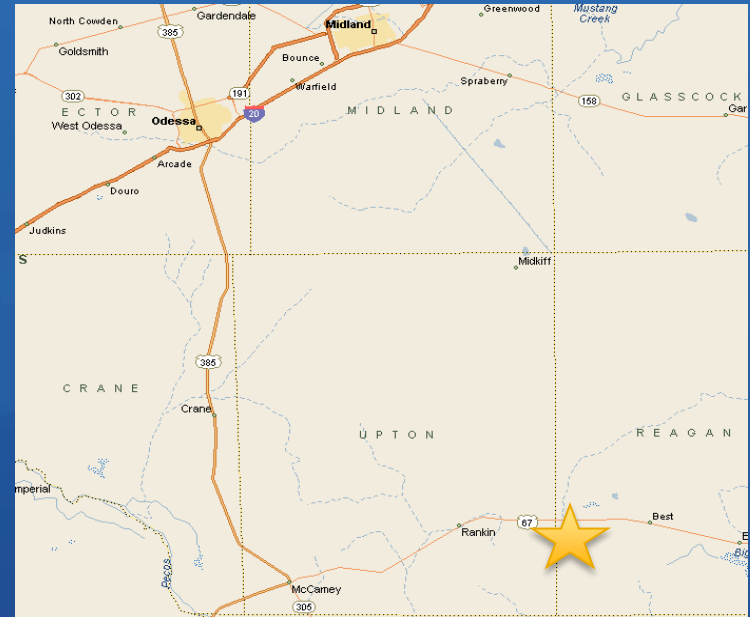 Greenwood
Mustang
Creek
North Cowden
Gardendale
Midland
385
Goldsmith
Bounce
Warfield
Spraberry
302
191
20
158
GLASSCOCK
Gar
ECTOR
MIDLAND
West Odessa
Odessa
Arcade
Douro
Judkins
S
Midkiff
385
CRANE
Crane
UPTON
REAGAN
mperial
67
Best
Rankin
E
Big
Pecos
McCamey
305